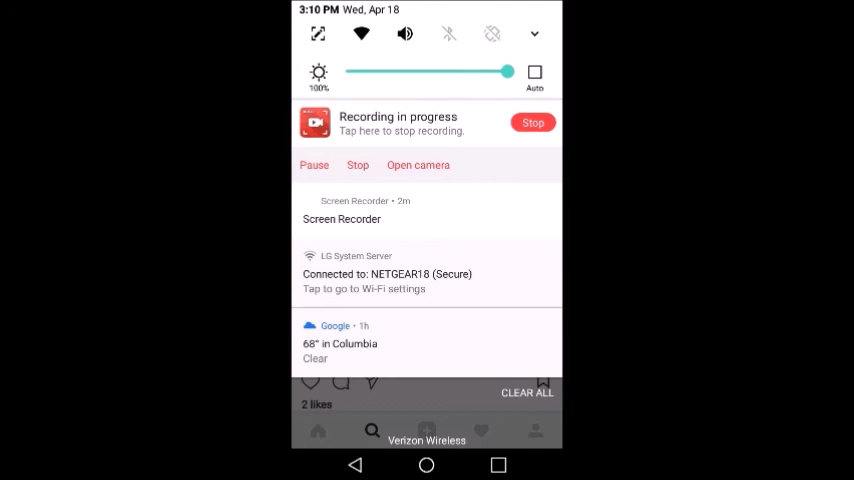 3:10 PM Wed, Apr 18
100%
Auto
Recording in progress
Tap here to stop recording.
Stop
Pause Stop Open camera
Screen Recorder • 2m
Screen Recorder
LG System Server
Connected to: NETGEAR18 (Secure)
Tap to go to Wi-Fi settings
Google • 1h
68° in Columbia
Clear
CLEAR ALL
2 likes
Verizon Wireless